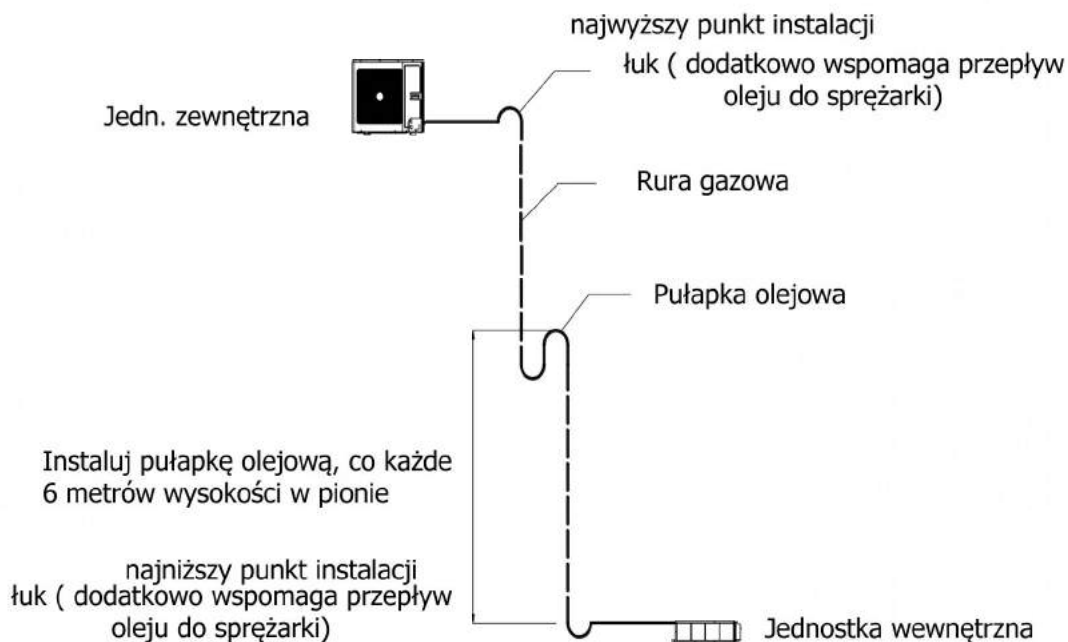 najwyższy punkt instalacji
łuk ( dodatkowo wspomaga przepływ
oleju do sprężarki)
Jedn. zewnętrzna
Rura gazowa
Pułapka olejowa
Instaluj pułapkę olejową, co każde
6 metrów wysokości w pionie
najniższy punkt instalacji
łuk ( dodatkowo wspomaga przepływ
oleju do sprężarki)
Jednostka wewnętrzna